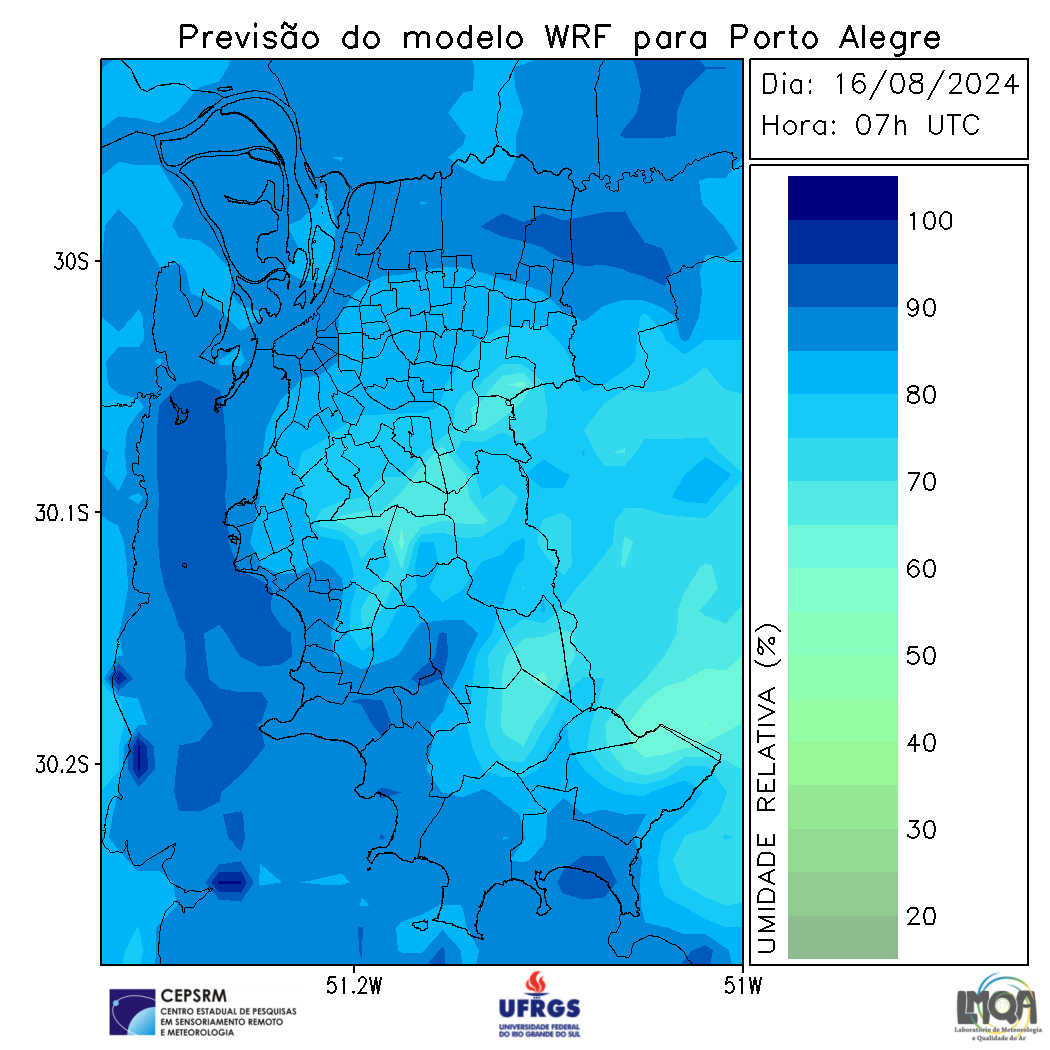 Previsão do modelo WRF para Porto Alegre
Dia: 16/08/2024
Hora: 07h UTC
100
90
80
70
60
50
40
30
20
UMIDADE RELATIVA (%)
30S
30.1S
30.2S
51.2W
51W
CEPSRM
CENTRO ESTADUAL DE PESQUISAS
EM SENSORIAMENTO REMOTO
E METEOROLOGIA
UFRGS
UNIVERSIDADE FEDERAL
DO RIO GRANDE DO SUL
LMQA
Laboratório de Meteorologia
e Qualidade do Ar